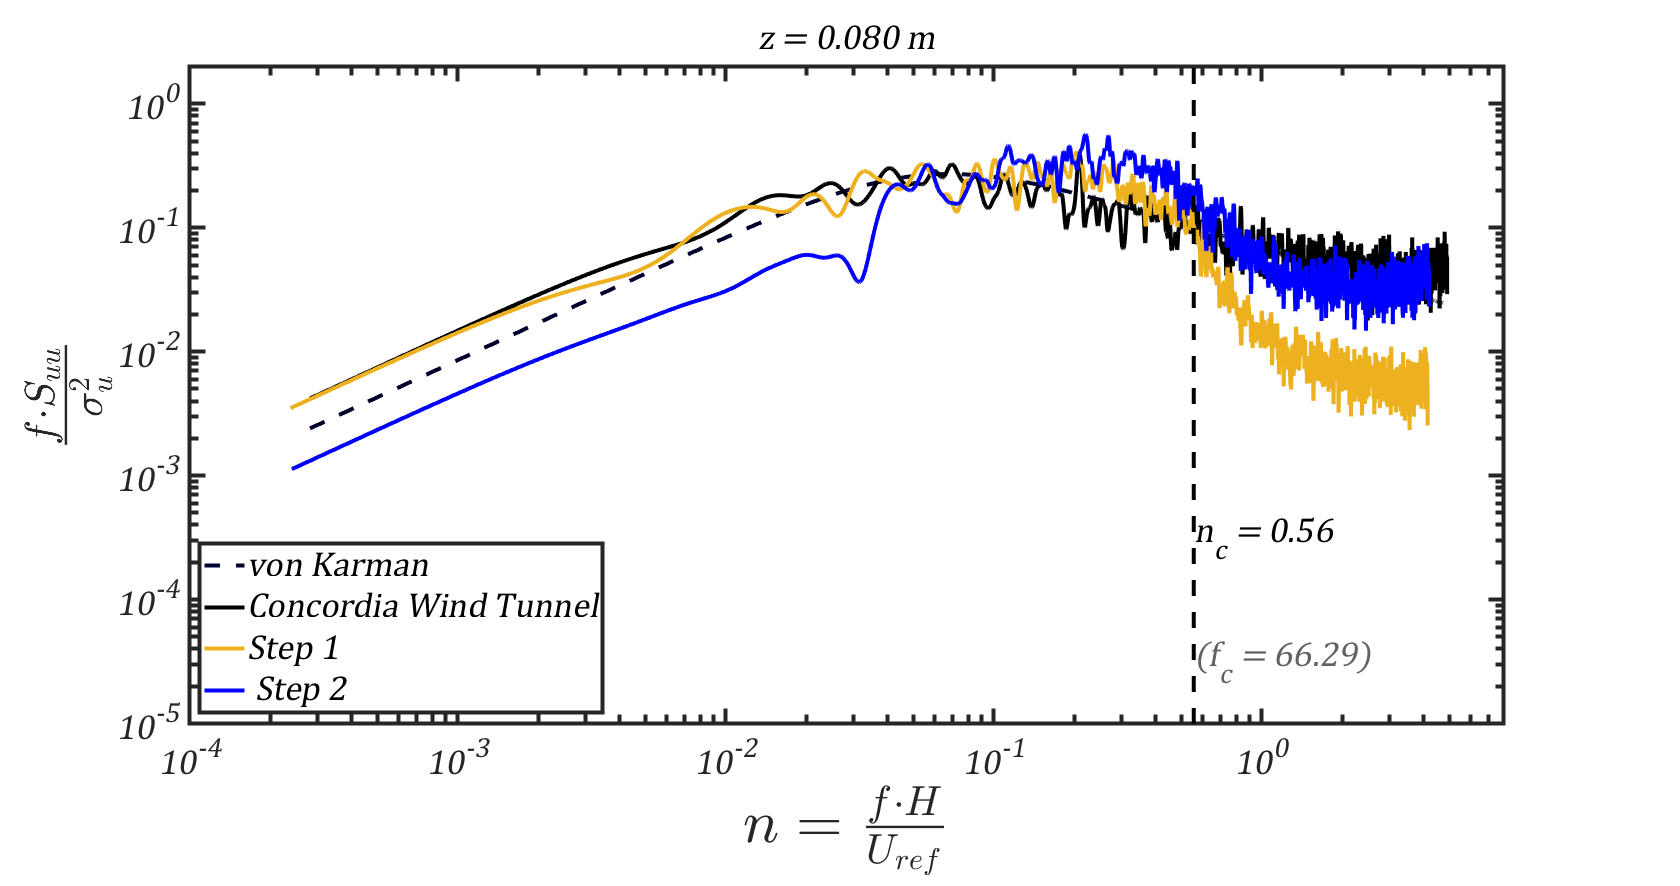 z = 0.080 m
10^0
10^-1
10^-2
10^-3
10^-4
10^-5
f·S_uu / σ_u^2
n_c = 0.56
(f_c = 66.29)
von Karman
Concordia Wind Tunnel
Step 1
Step 2
10^-4 10^-3 10^-2 10^-1 10^0
n = f·H / U_ref